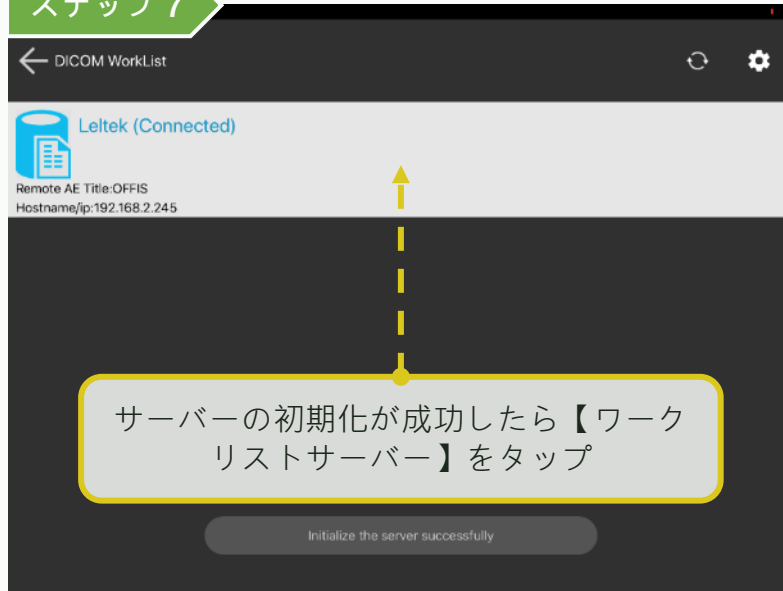 ステップ 7
DICOM WorkList
Leltek (Connected)
Remote AE Title:OFFIS
Hostname/ip:192.168.2.245
サーバーの初期化が成功したら【ワーク
リストサーバー】をタップ
Initialize the server successfully